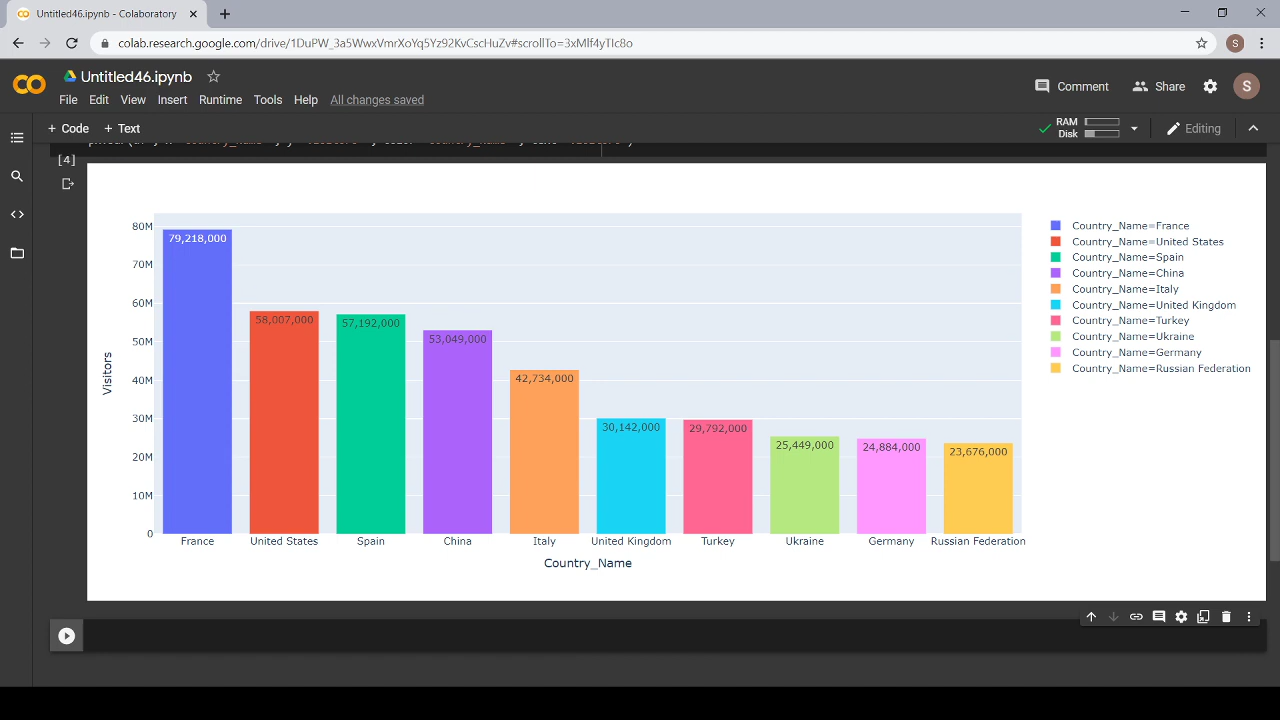 Untitled46.ipynb - Colaboratory
colab.research.google.com/drive/1DuPW_3a5WwxVmrXoYq5Yz92KvCscHuZv#scrollTo=3xMlf4yTIc8o
S
CO
Untitled46.ipynb
Comment
Share
S
File Edit View Insert Runtime Tools Help All changes saved
+ Code + Text
RAM
Disk
Editing
[4]
80M
70M
60M
50M
40M
30M
20M
10M
0
Visitors
79,218,000
58,007,000
57,192,000
53,049,000
42,734,000
30,142,000
29,792,000
25,449,000
24,884,000
23,676,000
France United States Spain China Italy United Kingdom Turkey Ukraine Germany Russian Federation
Country_Name
Country_Name=France
Country_Name=United States
Country_Name=Spain
Country_Name=China
Country_Name=Italy
Country_Name=United Kingdom
Country_Name=Turkey
Country_Name=Ukraine
Country_Name=Germany
Country_Name=Russian Federation